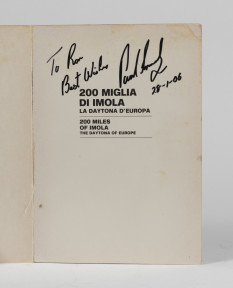 To Ron
Best Wishes
28-1-06
200 MIGLIA
DI IMOLA
LA DAYTONA D'EUROPA
200 MILES
OF IMOLA
THE DAYTONA OF EUROPE